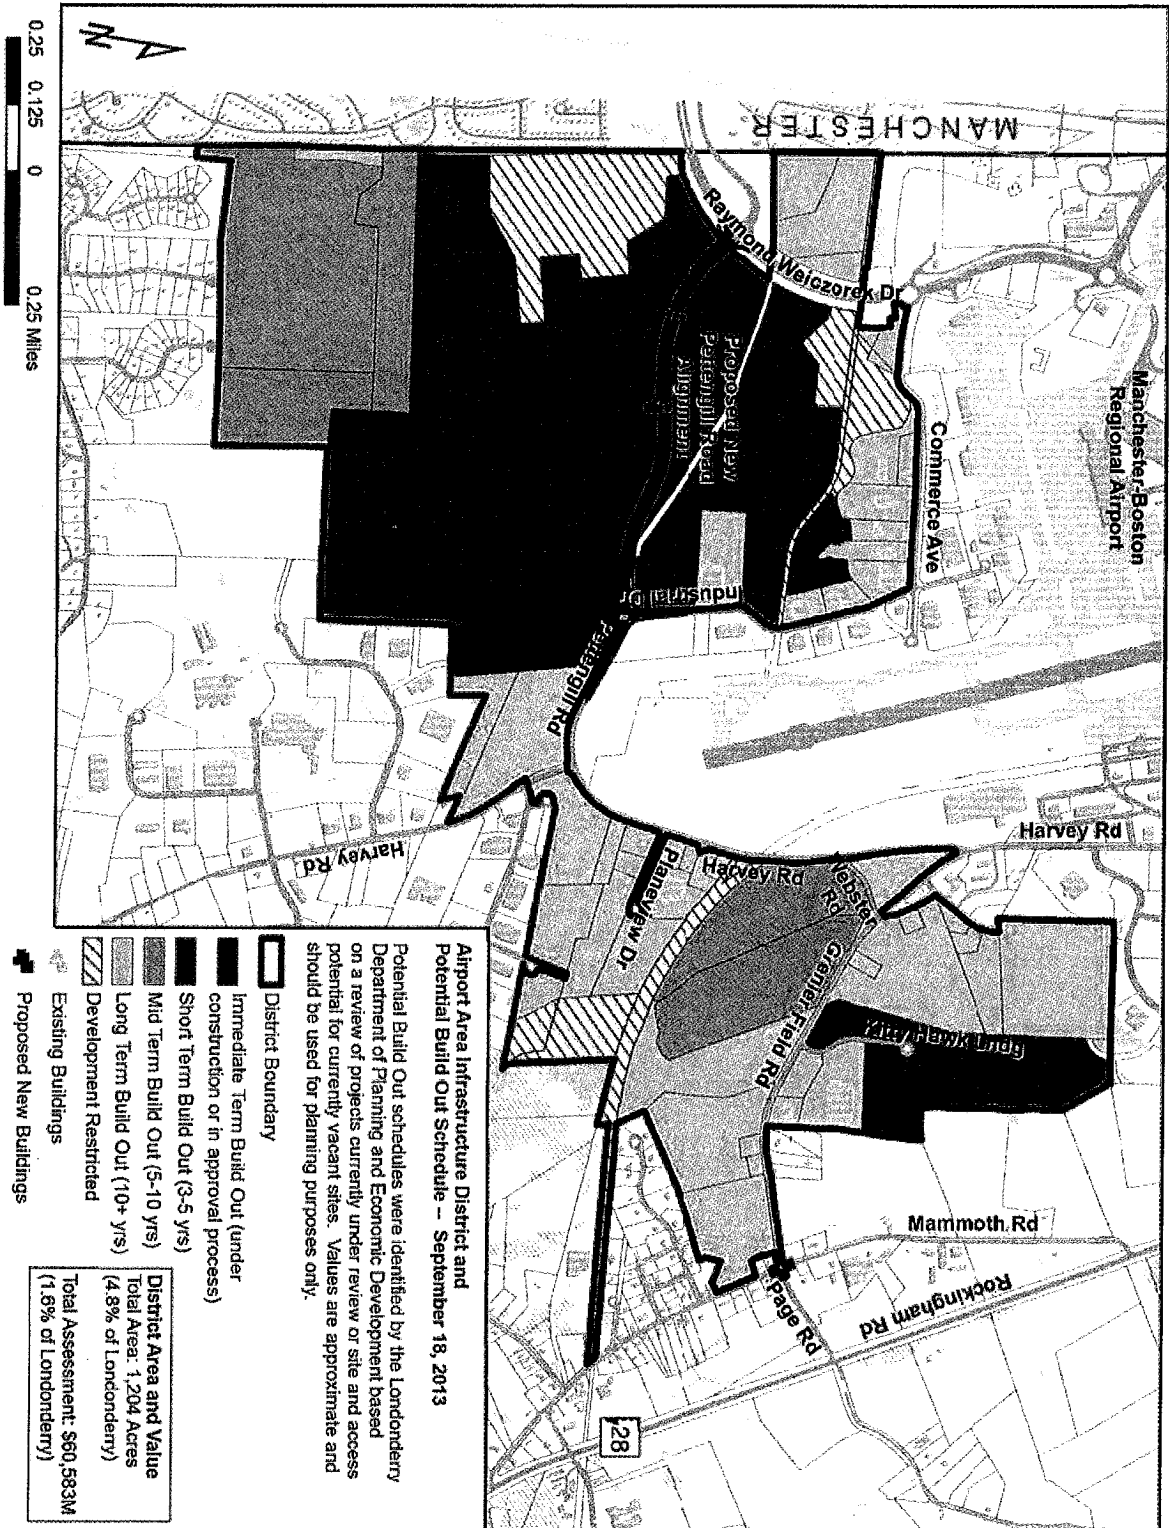 MANCHESTER
Manchester-Boston
Regional Airport
Raymond Weiczorek Dr
Commerce Ave
Proposed New
Pettengill Road
Alignment
Industrial Dr
Pettengill Rd
Harvey Rd
Harvey Rd
Harvey Rd
Webster
Rd
Planeview Dr
Grenier Field Rd
Kitty Hawk Lndg
Mammoth Rd
Rockingham Rd
Page Rd
28
N
0.25 0.125 0 0.25 Miles
Airport Area Infrastructure District and
Potential Build Out Schedule -- September 18, 2013
Potential Build Out schedules were identified by the Londonderry
Department of Planning and Economic Development based
on a review of projects currently under review or site and access
potential for currently vacant sites. Values are approximate and
should be used for planning purposes only.
District Boundary
Immediate Term Build Out (under
construction or in approval process)
Short Term Build Out (3-5 yrs)
Mid Term Build Out (5-10 yrs)
Long Term Build Out (10+ yrs)
Development Restricted
Existing Buildings
Proposed New Buildings
District Area and Value
Total Area: 1,204 Acres
(4.8% of Londonderry)
Total Assessment: $60,583M
(1.6% of Londonderry)